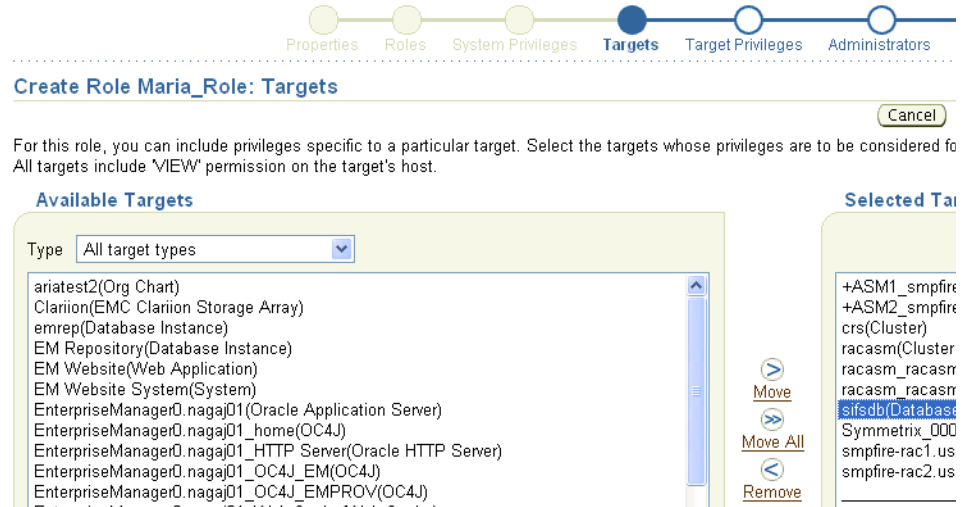 Properties Roles System Privileges Targets Target Privileges Administrators
Create Role Maria_Role: Targets
Cancel
For this role, you can include privileges specific to a particular target. Select the targets whose privileges are to be considered
All targets include 'VIEW' permission on the target's host.
Available Targets
Type All target types
ariatest2(Org Chart)
Clariion(EMC Clariion Storage Array)
emrep(Database Instance)
EM Repository(Database Instance)
EM Website(Web Application)
EM Website System(System)
EnterpriseManager0.nagaj01(Oracle Application Server)
EnterpriseManager0.nagaj01_home(OC4J)
EnterpriseManager0.nagaj01_HTTP Server(Oracle HTTP Server)
EnterpriseManager0.nagaj01_OC4J_EM(OC4J)
EnterpriseManager0.nagaj01_OC4J_EMPROV(OC4J)
Move
Move All
Remove
Selected
+ASM1_smpfire
+ASM2_smpfire
crs(Cluster)
racasm(Cluster
racasm_racasm
racasm_racasm
sifsdb(Database
Symmetrix_000
smpfire-rac1.us
smpfire-rac2.us